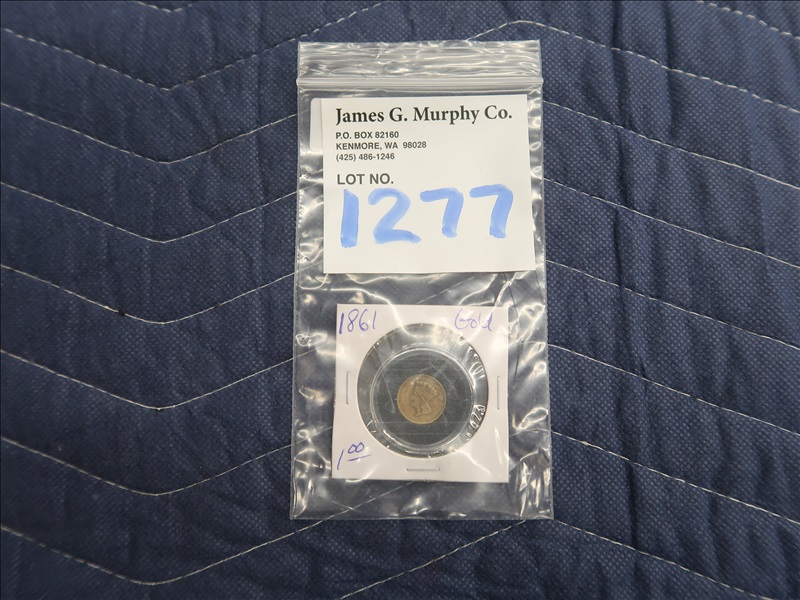 James G. Murphy Co.
P.O. BOX 82160
KENMORE, WA 98028
(425) 486-1246
LOT NO.
1277
1861 Gold
1.00